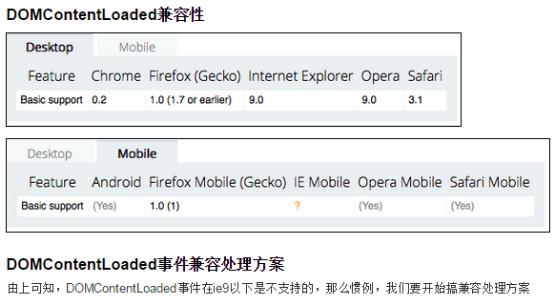 DOMContentLoaded兼容性
Desktop Mobile
Feature Chrome Firefox (Gecko) Internet Explorer Opera Safari
Basic support 0.2 1.0 (1.7 or earlier) 9.0 9.0 3.1
Desktop Mobile
Feature Android Firefox Mobile (Gecko) IE Mobile Opera Mobile Safari Mobile
Basic support (Yes) 1.0 (1) ? (Yes) (Yes)
DOMContentLoaded事件兼容处理方案
由上可知，DOMContentLoaded事件在ie9以下是不支持的，那么惯例，我们要开始搞兼容处理方案